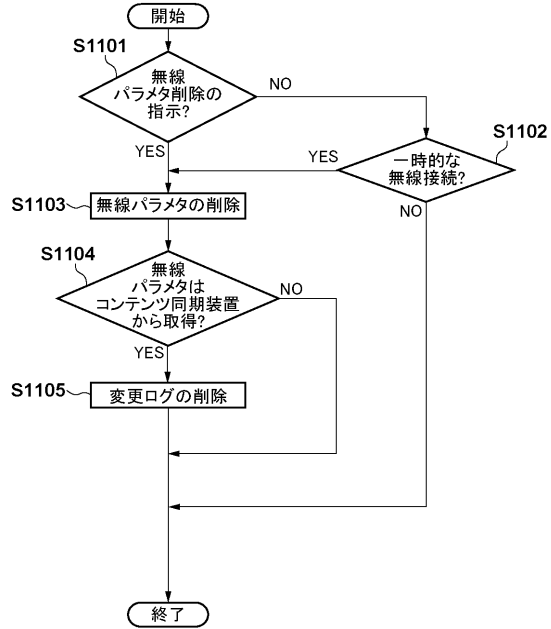 開始
S1101
無線
パラメタ削除の
指示?
NO
YES
S1102
一時的な
無線接続?
YES
NO
S1103
無線パラメタの削除
S1104
無線
パラメタは
コンテンツ同期装置
から取得?
NO
YES
S1105
変更ログの削除
終了